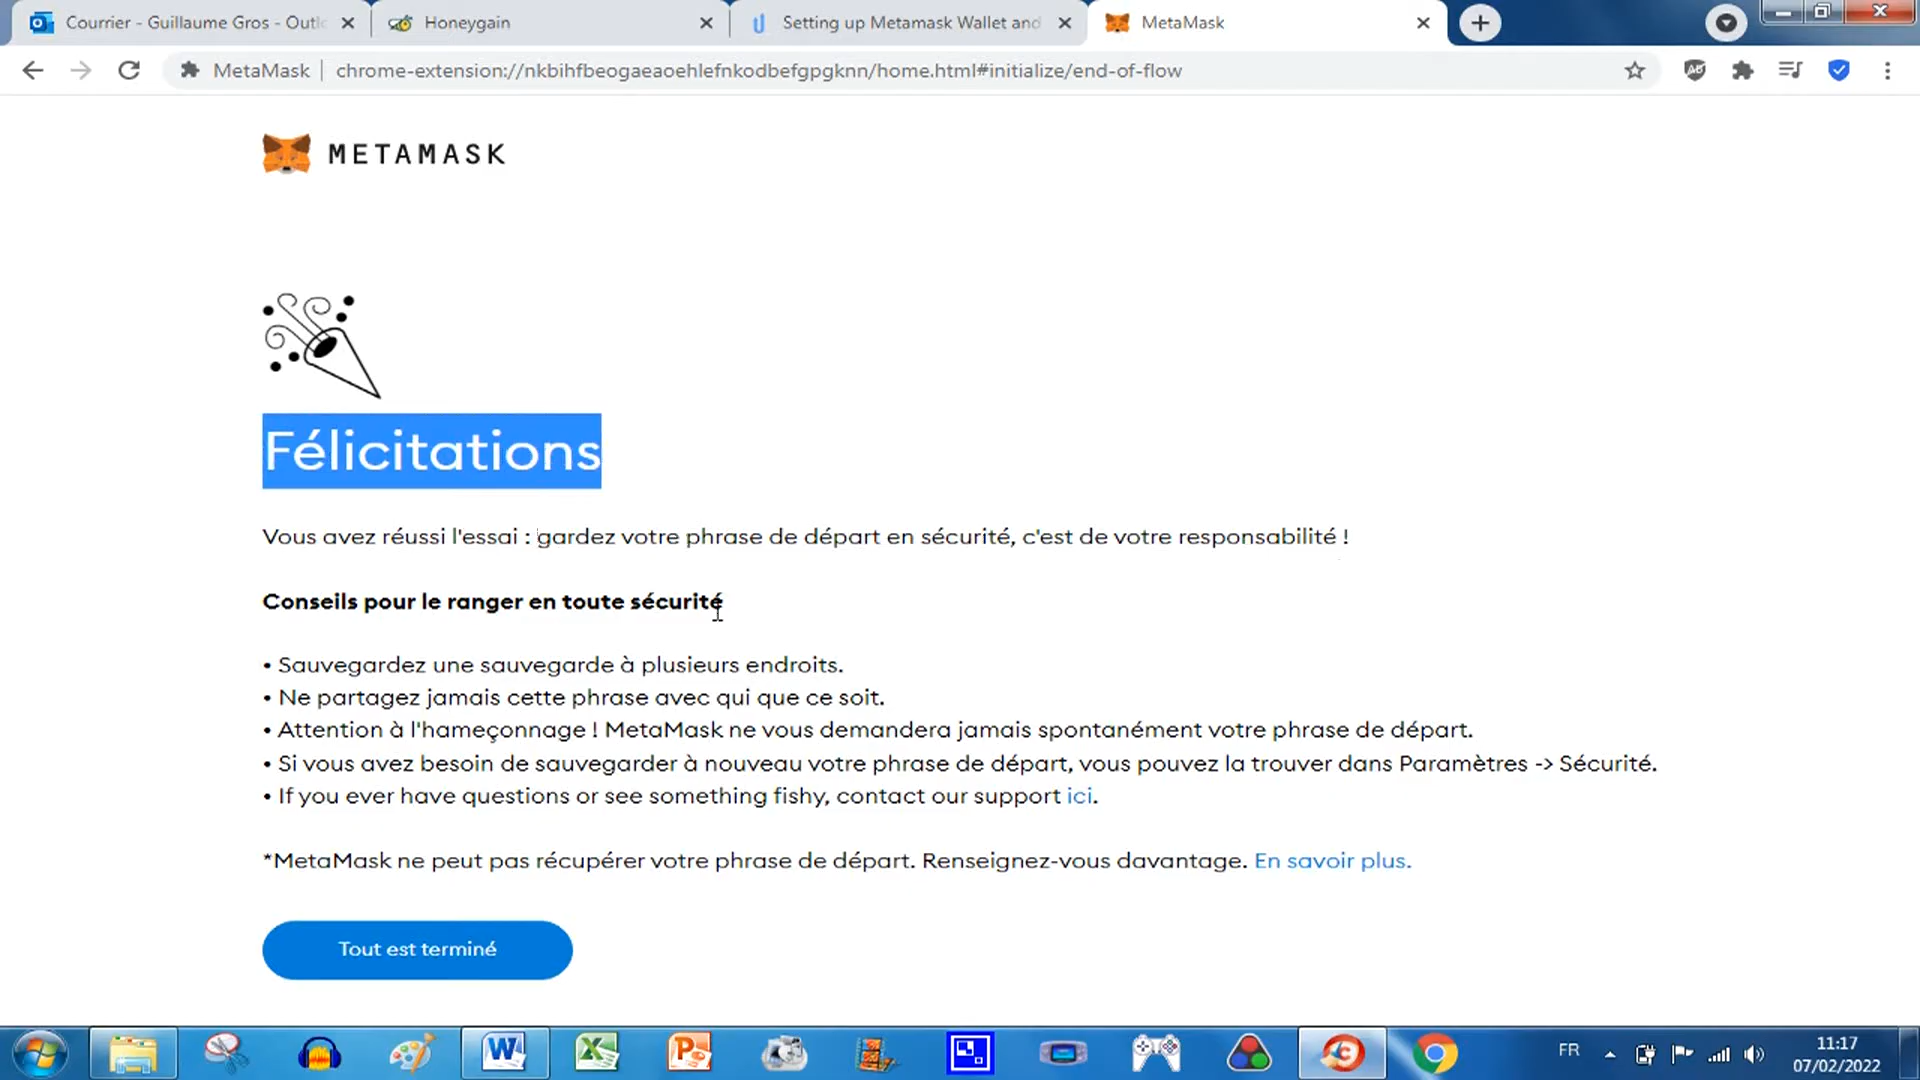 Courrier - Guillaume Gros - Outl
Honeygain
Setting up Metamask Wallet and
MetaMask
MetaMask
chrome-extension://nkbihfbeogaeaoehlefnkodbefgpgknn/home.html#initialize/end-of-flow
METAMASK
Félicitations
Vous avez réussi l'essai : gardez votre phrase de départ en sécurité, c'est de votre responsabilité !
Conseils pour le ranger en toute sécurité
• Sauvegardez une sauvegarde à plusieurs endroits.
• Ne partagez jamais cette phrase avec qui que ce soit.
• Attention à l'hameçonnage ! MetaMask ne vous demandera jamais spontanément votre phrase de départ.
• Si vous avez besoin de sauvegarder à nouveau votre phrase de départ, vous pouvez la trouver dans Paramètres -> Sécurité.
• If you ever have questions or see something fishy, contact our support ici.
*MetaMask ne peut pas récupérer votre phrase de départ. Renseignez-vous davantage. En savoir plus.
Tout est terminé
FR
11:17
07/02/2022